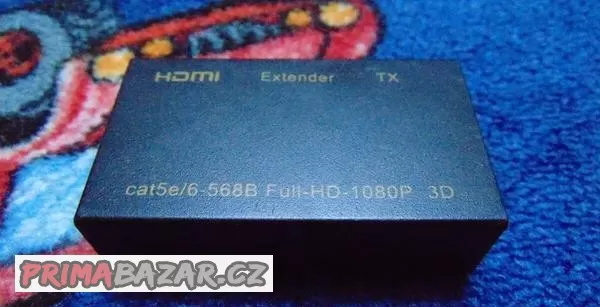 HDMI Extender TX
cat5e/6-568B Full-HD-1080P 3D
PRIMABAZAR.CZ